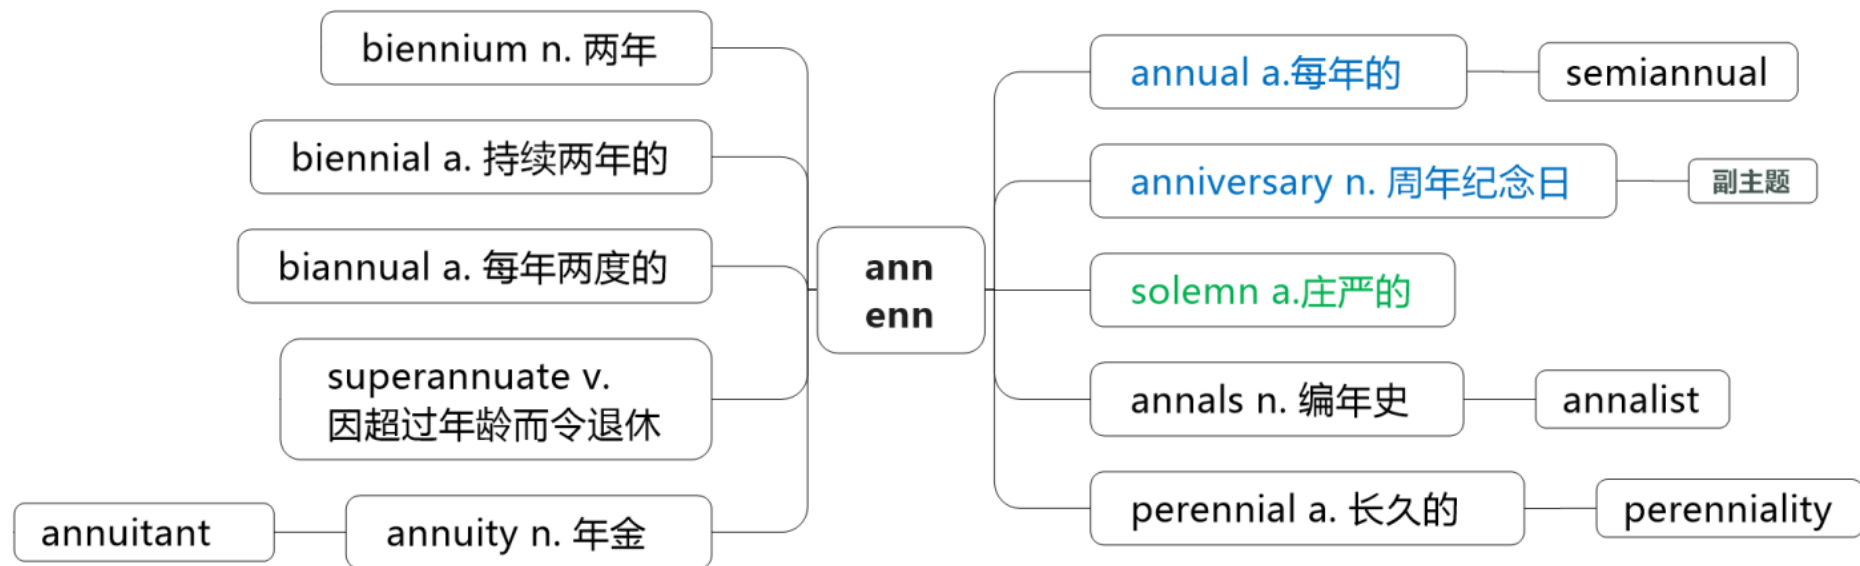 biennium n. 两年
biennial a. 持续两年的
biannual a. 每年两度的
superannuate v.
因超过年龄而令退休
annuitant
annuity n. 年金
ann
enn
annual a.每年的
semiannual
anniversary n. 周年纪念日
副主题
solemn a.庄严的
annals n. 编年史
annalist
perennial a. 长久的
perenniality